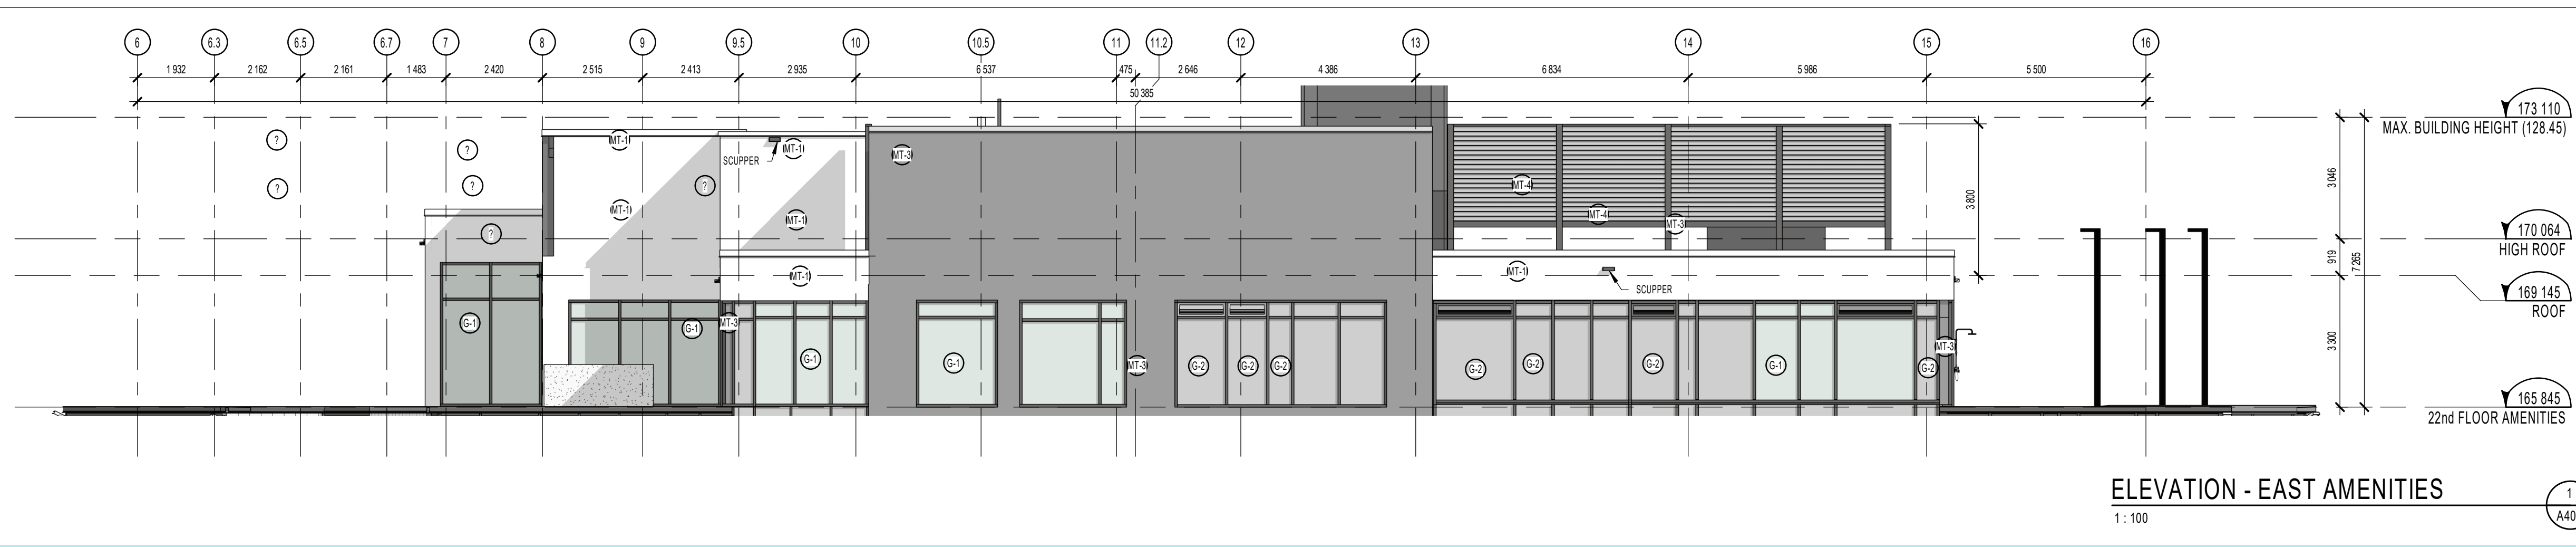 6 6.3 6.5 6.7 7 8 9 9.5 10 10.5 11 11.2 12 13 14 15 16
1 932 2 162 2 161 1 483 2 420 2 515 2 413 2 935 6 537 475 2 646 4 386 6 834 5 986 5 500
50 385
173 110
MAX. BUILDING HEIGHT (128.45)
? ? MT-1 MT-1 MT-3
SCUPPER
? ? ? MT-4
3 046
3 800
MT-1 MT-1 MT-4 MT-3
?
170 064
HIGH ROOF
919
7 265
MT-1 MT-1
SCUPPER
169 145
ROOF
G-1 G-1 MT-3
3 300
G-1 G-1 MT-3 G-2 G-2 G-2 G-2 G-2 G-2 G-1 G-2 MT-3
165 845
22nd FLOOR AMENITIES
ELEVATION - EAST AMENITIES
1
1 : 100
A40